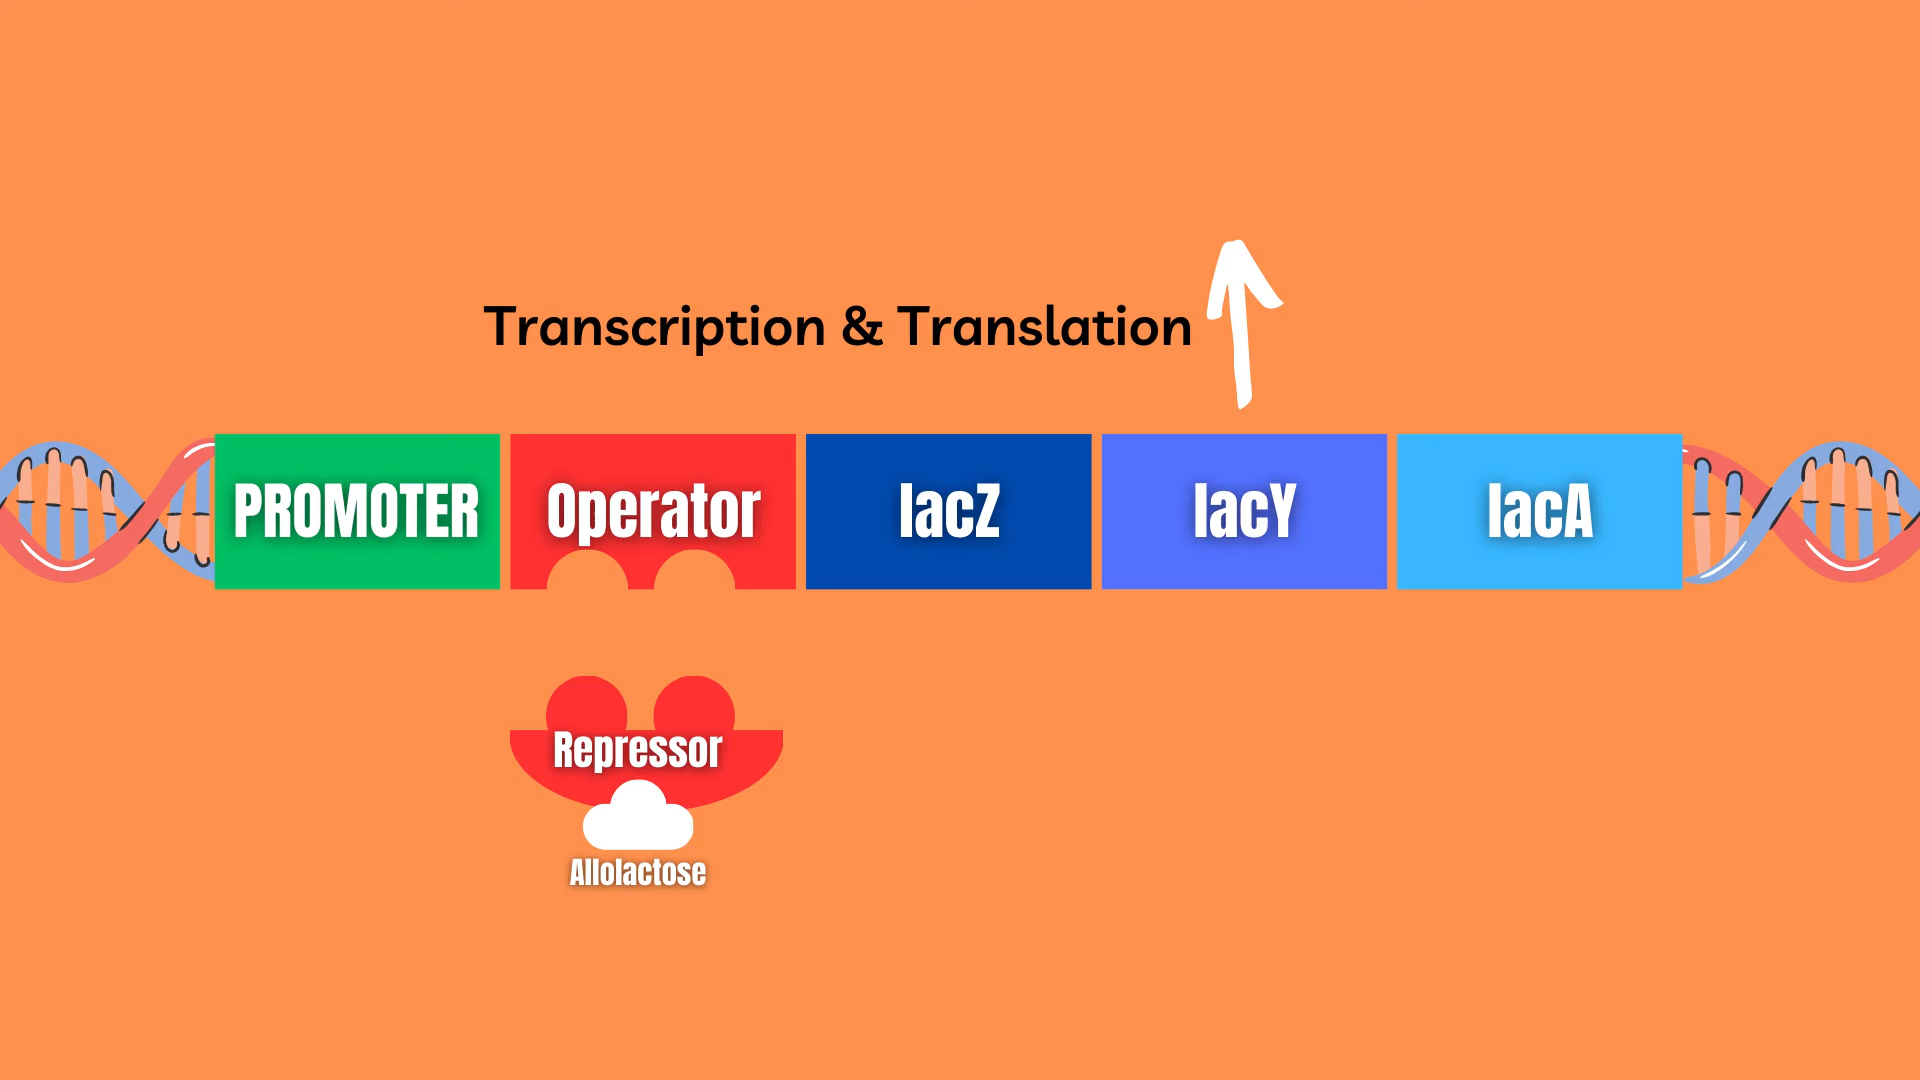 Transcription & Translation
PROMOTER
Operator
lacZ
lacY
lacA
Repressor
Allolactose